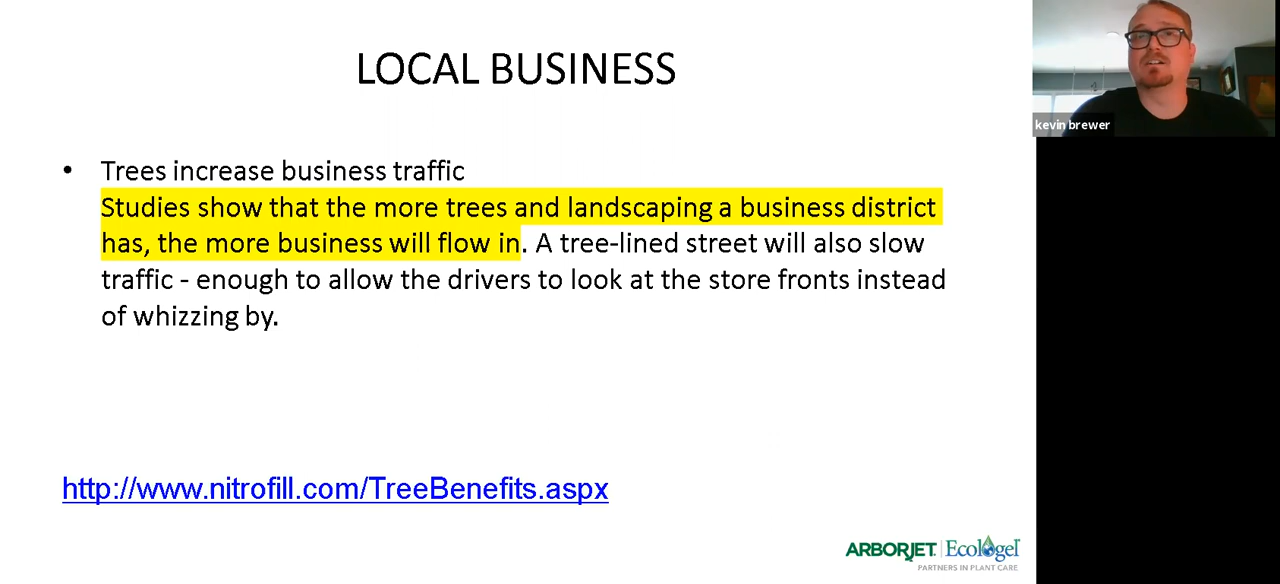 LOCAL BUSINESS
kevin brewer
• Trees increase business traffic
Studies show that the more trees and landscaping a business district
has, the more business will flow in. A tree-lined street will also slow
traffic - enough to allow the drivers to look at the store fronts instead
of whizzing by.
http://www.nitrofill.com/TreeBenefits.aspx
ARBORJET | Ecologel
PARTNERS IN PLANT CARE